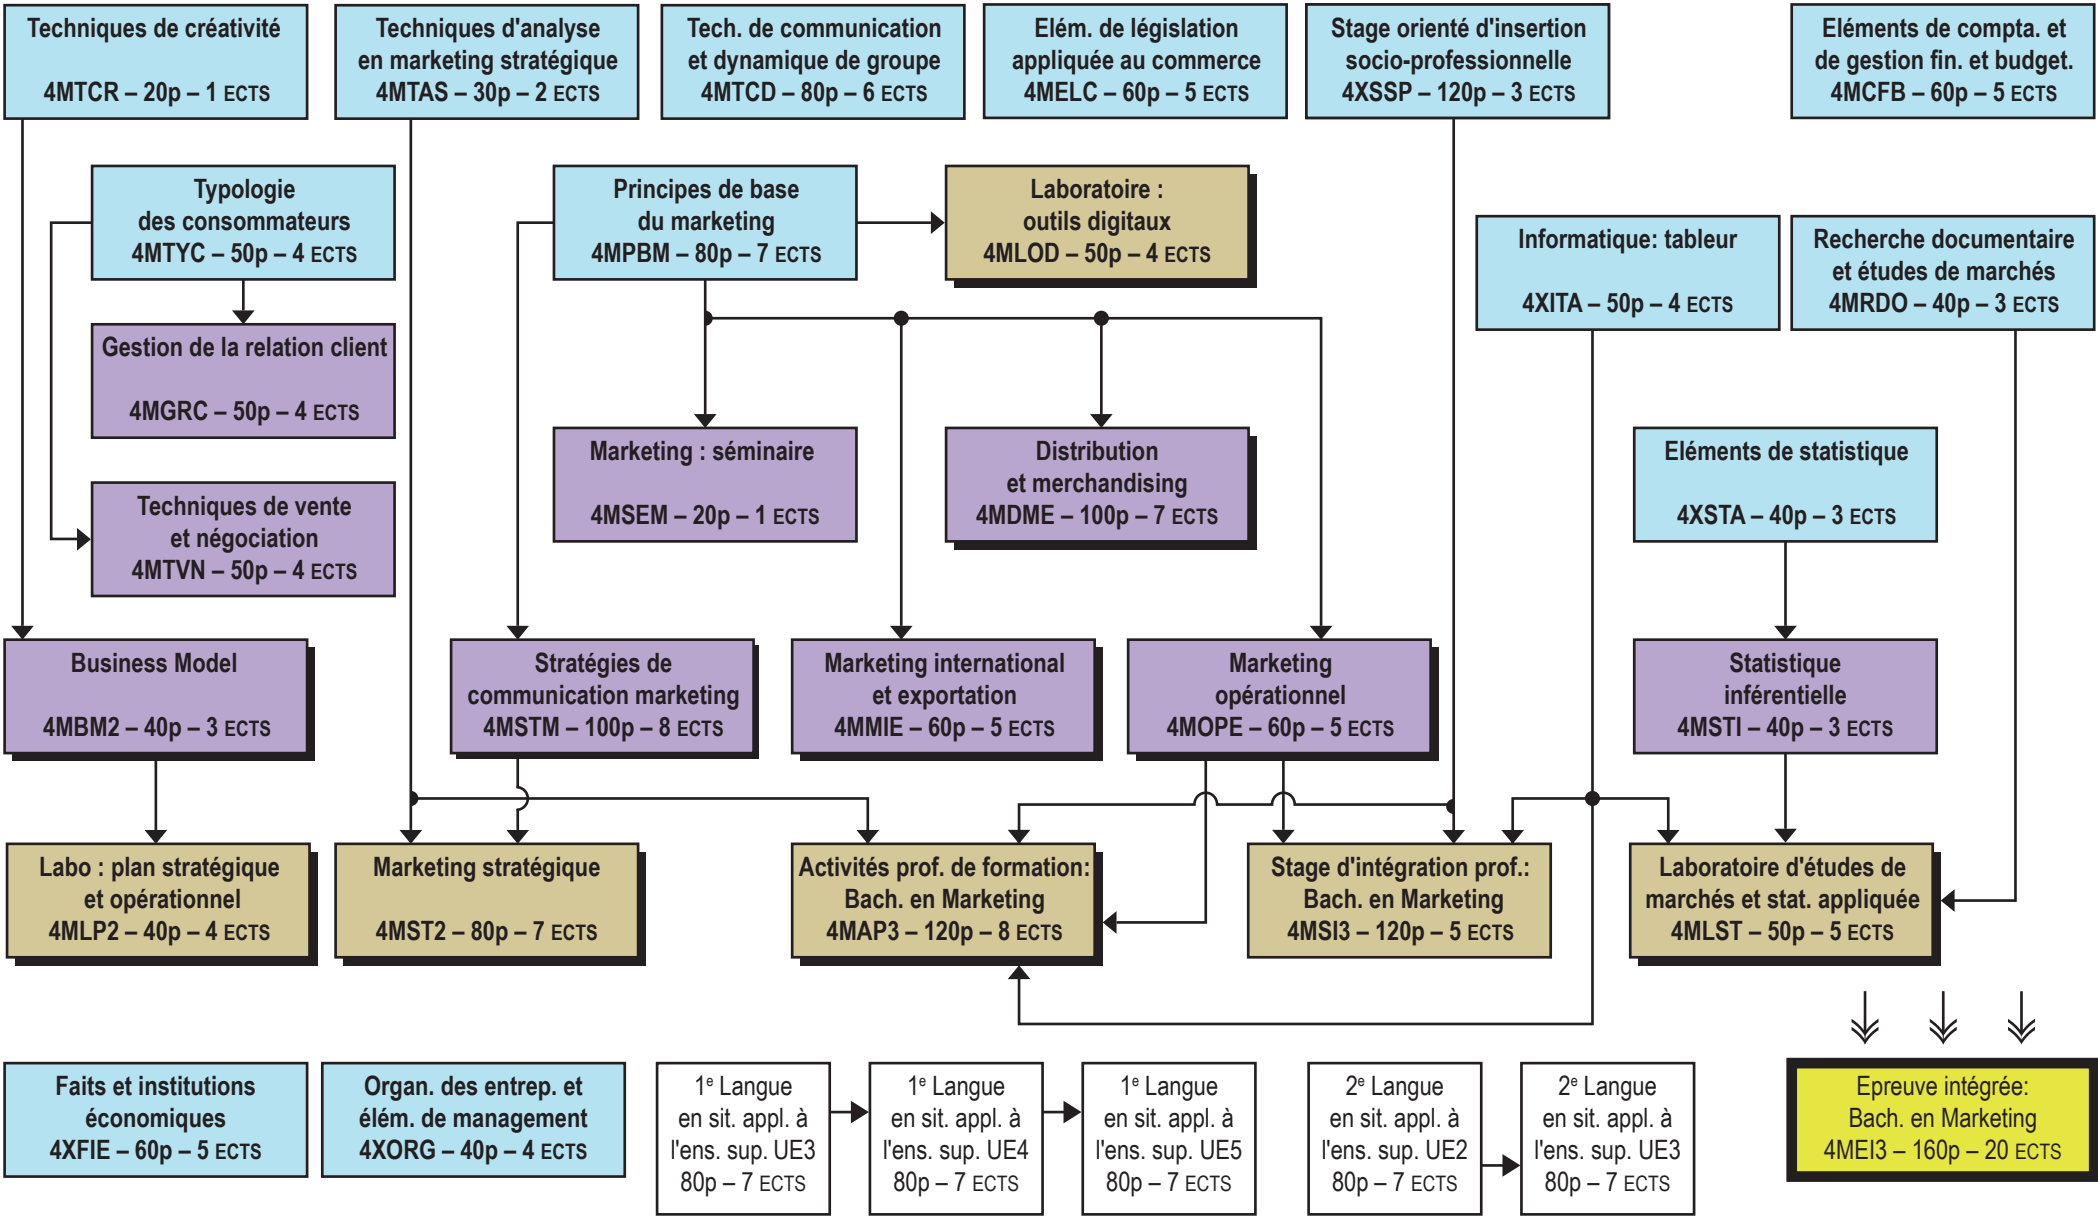 Techniques de créativité
4MTCR – 20p – 1 ECTS
Techniques d'analyse
en marketing stratégique
4MTAS – 30p – 2 ECTS
Tech. de communication
et dynamique de groupe
4MTCD – 80p – 6 ECTS
Elém. de législation
appliquée au commerce
4MELC – 60p – 5 ECTS
Stage orienté d'insertion
socio-professionnelle
4XSSP – 120p – 3 ECTS
Eléments de compta. et
de gestion fin. et budget.
4MCFB – 60p – 5 ECTS
Typologie
des consommateurs
4MTYC – 50p – 4 ECTS
Principes de base
du marketing
4MPBM – 80p – 7 ECTS
Laboratoire :
outils digitaux
4MLOD – 50p – 4 ECTS
Informatique: tableur
4XITA – 50p – 4 ECTS
Recherche documentaire
et études de marchés
4MRDO – 40p – 3 ECTS
Gestion de la relation client
4MGRC – 50p – 4 ECTS
Marketing : séminaire
4MSEM – 20p – 1 ECTS
Distribution
et merchandising
4MDME – 100p – 7 ECTS
Eléments de statistique
4XSTA – 40p – 3 ECTS
Techniques de vente
et négociation
4MTVN – 50p – 4 ECTS
Business Model
4MBM2 – 40p – 3 ECTS
Stratégies de
communication marketing
4MSTM – 100p – 8 ECTS
Marketing international
et exportation
4MMIE – 60p – 5 ECTS
Marketing
opérationnel
4MOPE – 60p – 5 ECTS
Statistique
inférentielle
4MSTI – 40p – 3 ECTS
Labo : plan stratégique
et opérationnel
4MLP2 – 40p – 4 ECTS
Marketing stratégique
4MST2 – 80p – 7 ECTS
Activités prof. de formation:
Bach. en Marketing
4MAP3 – 120p – 8 ECTS
Stage d'intégration prof.:
Bach. en Marketing
4MSI3 – 120p – 5 ECTS
Laboratoire d'études de
marchés et stat. appliquée
4MLST – 50p – 5 ECTS
Faits et institutions
économiques
4XFIE – 60p – 5 ECTS
Organ. des entrep. et
élém. de management
4XORG – 40p – 4 ECTS
1e Langue
en sit. appl. à
l'ens. sup. UE3
80p – 7 ECTS
1e Langue
en sit. appl. à
l'ens. sup. UE4
80p – 7 ECTS
1e Langue
en sit. appl. à
l'ens. sup. UE5
80p – 7 ECTS
2e Langue
en sit. appl. à
l'ens. sup. UE2
80p – 7 ECTS
2e Langue
en sit. appl. à
l'ens. sup. UE3
80p – 7 ECTS
Epreuve intégrée:
Bach. en Marketing
4MEI3 – 160p – 20 ECTS